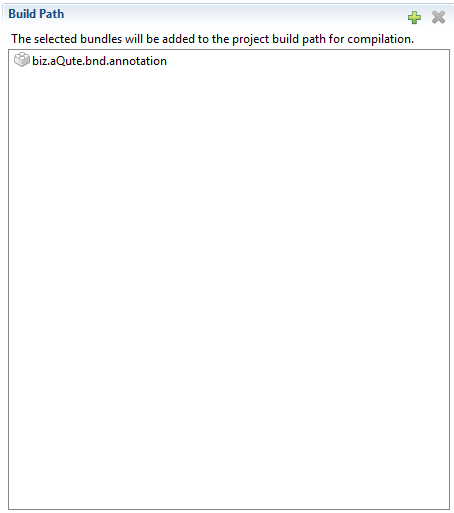 Build Path
The selected bundles will be added to the project build path for compilation.
biz.aQute.bnd.annotation